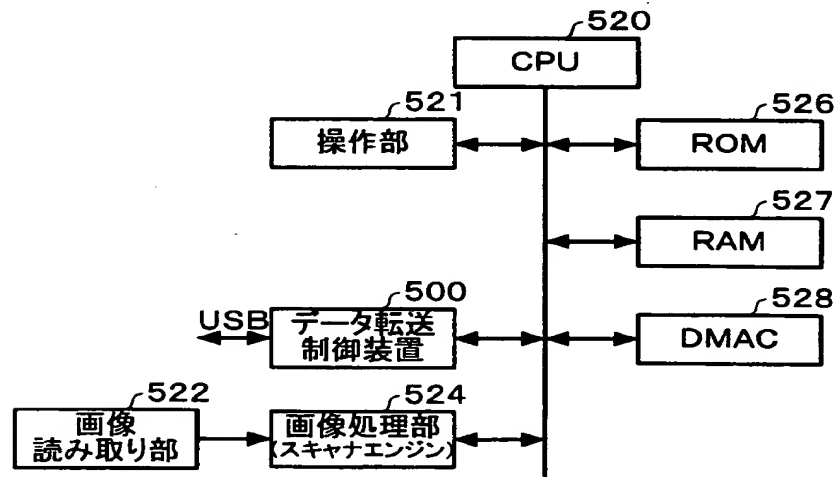 520
CPU
521
操作部
526
ROM
527
RAM
500
USB
データ転送
制御装置
528
DMAC
522
画像
読み取り部
524
画像処理部
(スキャナエンジン)